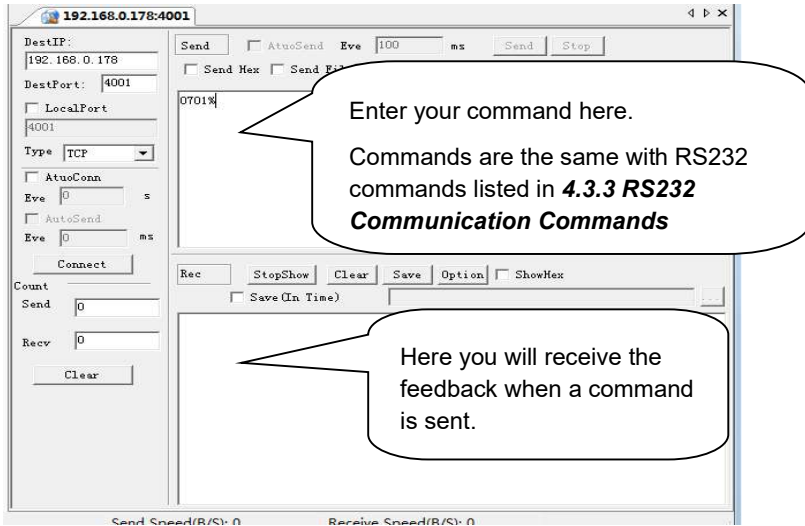 192.168.0.178:4001
DestIP:
192.168.0.178
DestPort: 4001
LocalPort
4001
Type TCP
AtuoConn
Eve 0 s
AutoSend
Eve 0 ms
Connect
Count
Send 0
Recv 0
Clear
Send AtuoSend Eve 100 ms Send Stop
Send Hex Send
0701%
Enter your command here.
Commands are the same with RS232
commands listed in 4.3.3 RS232
Communication Commands
Rec StopShow Clear Save Option ShowHex
Save(In Time) ...
Here you will receive the
feedback when a command
is sent.
Send Speed(B/S): 0 Receive Speed(B/S): 0